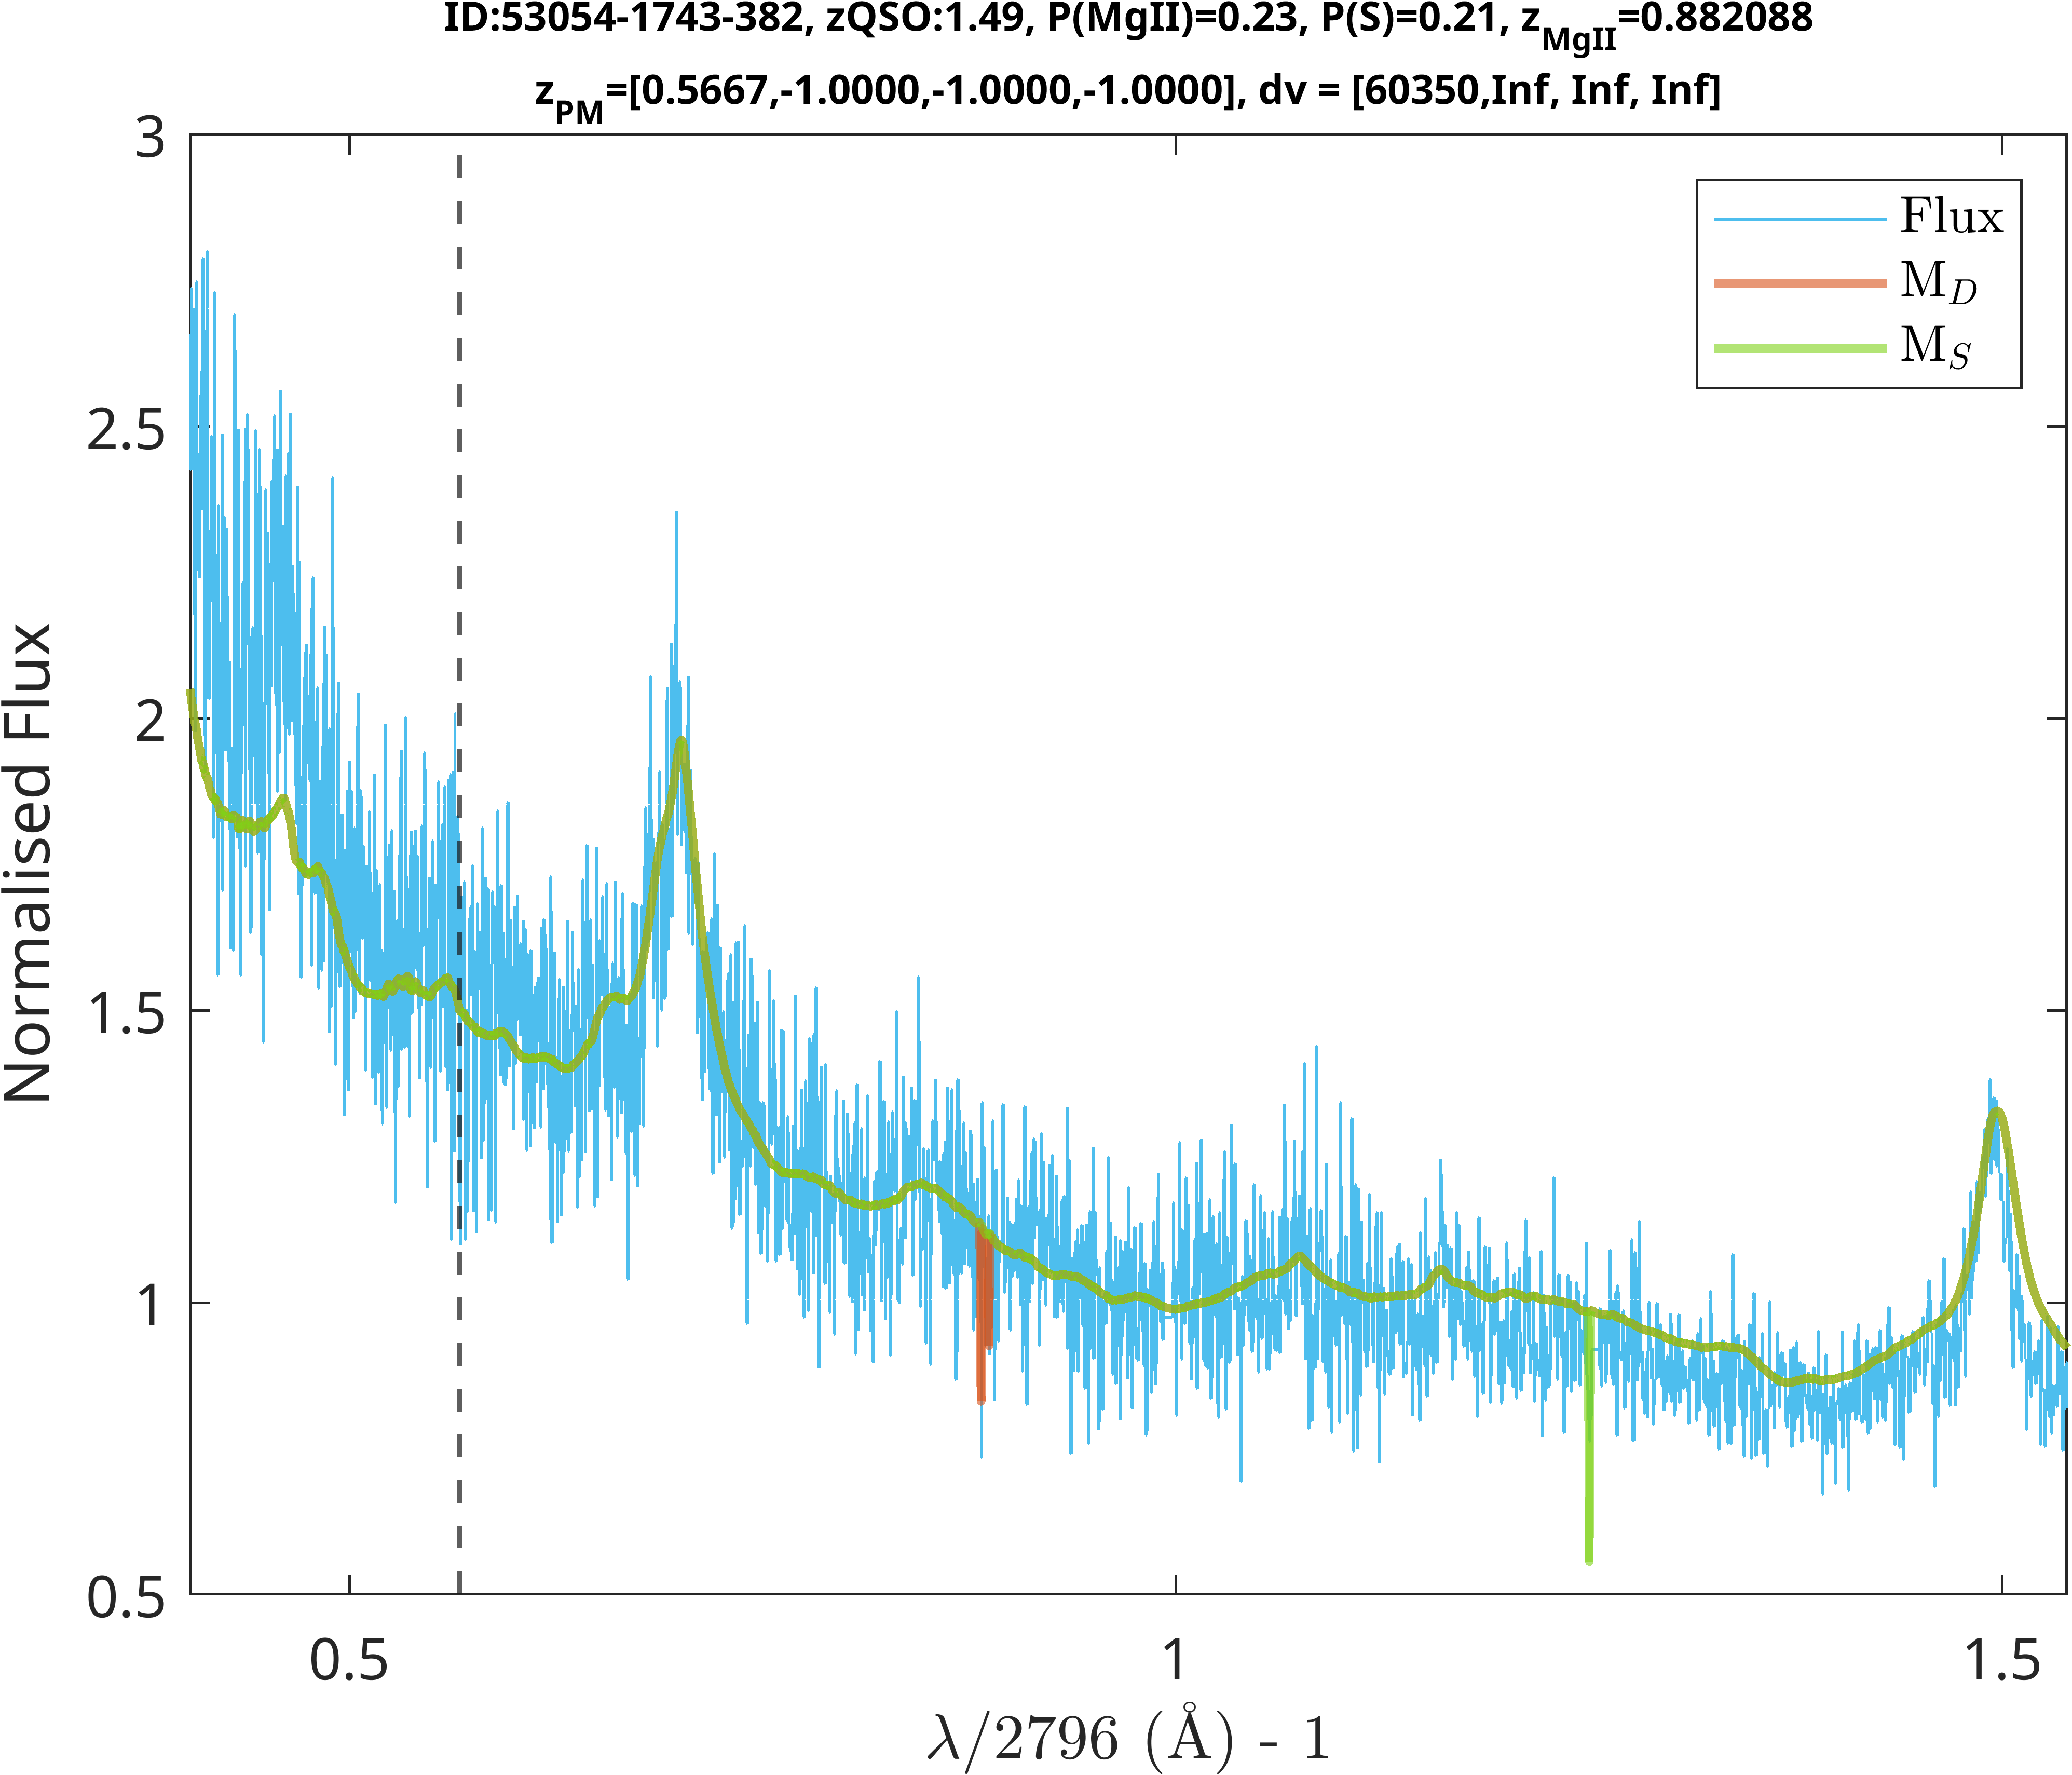 ID:53054-1743-382, zQSO:1.49, P(MgII)=0.23, P(S)=0.21, zMgII=0.882088
zPM=[0.5667,-1.0000,-1.0000,-1.0000], dv = [60350,Inf, Inf, Inf]
3
2.5
2
1.5
1
0.5
Normalised Flux
Flux
MD
MS
0.5
1
1.5
λ/2796 (Å) - 1